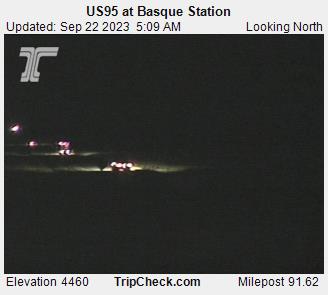 US95 at Basque Station
Updated: Sep 22 2023 5:09 AM Looking North
Elevation 4460 TripCheck.com Milepost 91.62